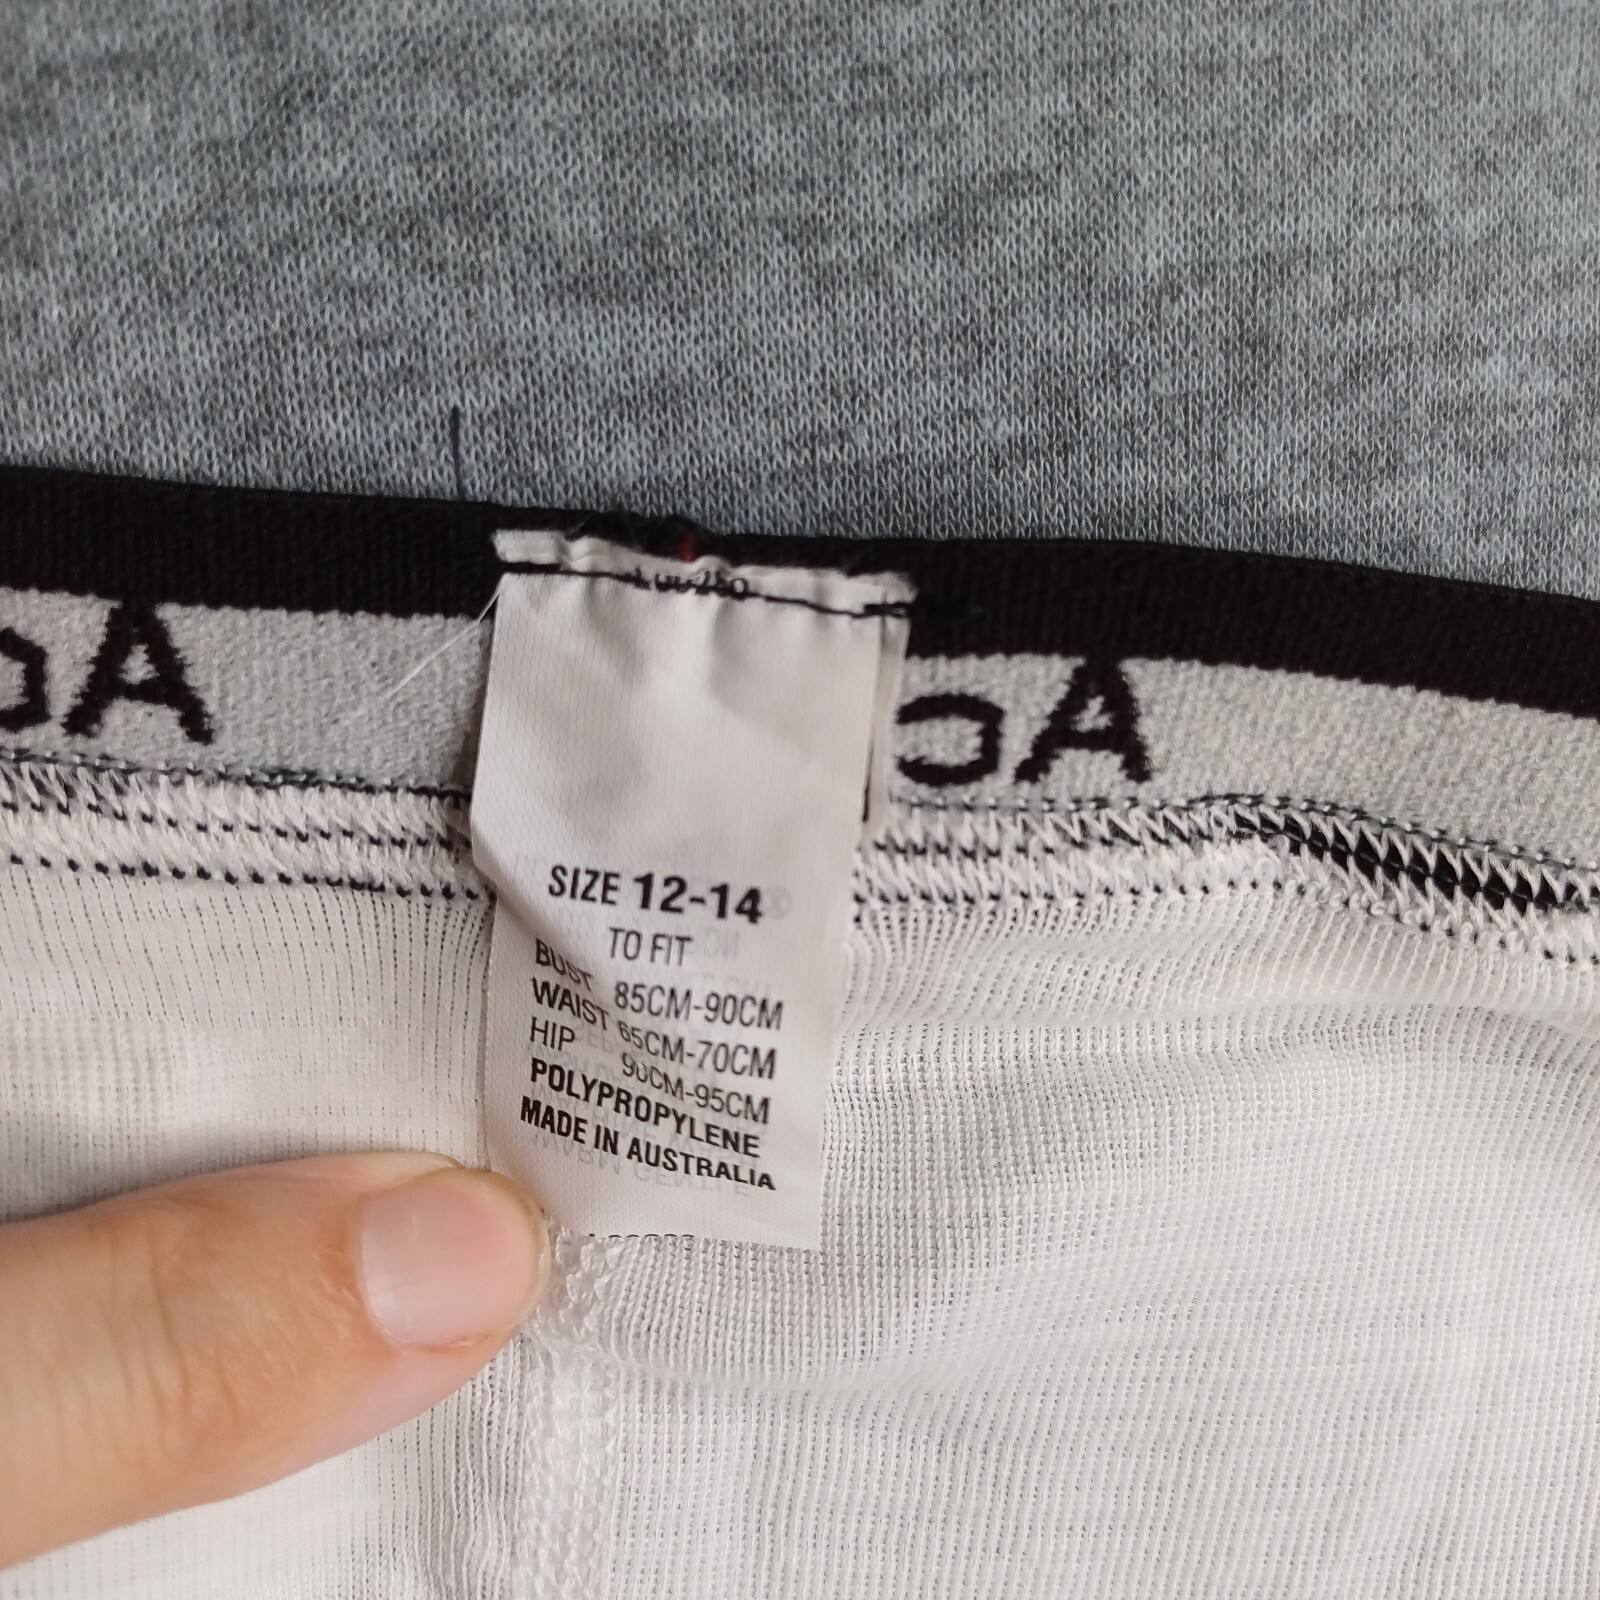 SIZE 12-14
TO FIT
BUST 85CM-90CM
WAIST 65CM-70CM
HIP 90CM-95CM
POLYPROPYLENE
MADE IN AUSTRALIA